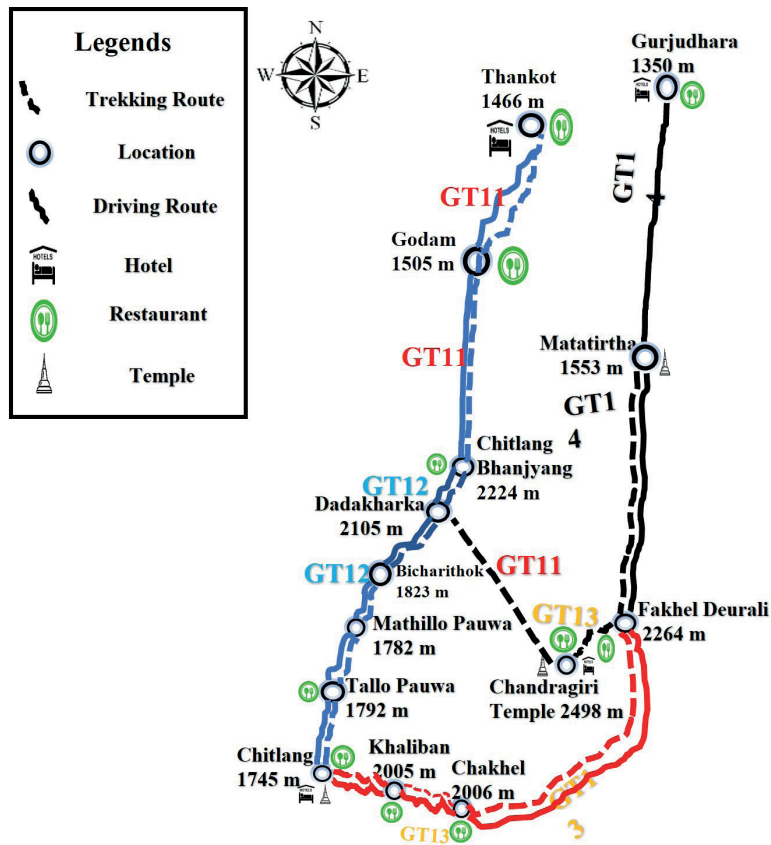 Legends
Trekking Route
Location
Driving Route
HOTELS
Hotel
Restaurant
Temple
N
W
E
S
Thankot
1466 m
HOTELS
Gurjudhara
1350 m
HOTELS
GT1
4
GT11
Godam
1505 m
GT11
Matatirtha
1553 m
GT1
4
Chitlang
Bhanjyang
2224 m
GT12
Dadakharka
2105 m
GT11
GT12
Bicharithok
1823 m
Mathillo Pauwa
1782 m
GT13
Fakhel Deurali
2264 m
Chandragiri
Temple 2498 m
Tallo Pauwa
1792 m
Chitlang
1745 m
Khaliban
2005 m
Chakhel
2006 m
GT13
GT1
3